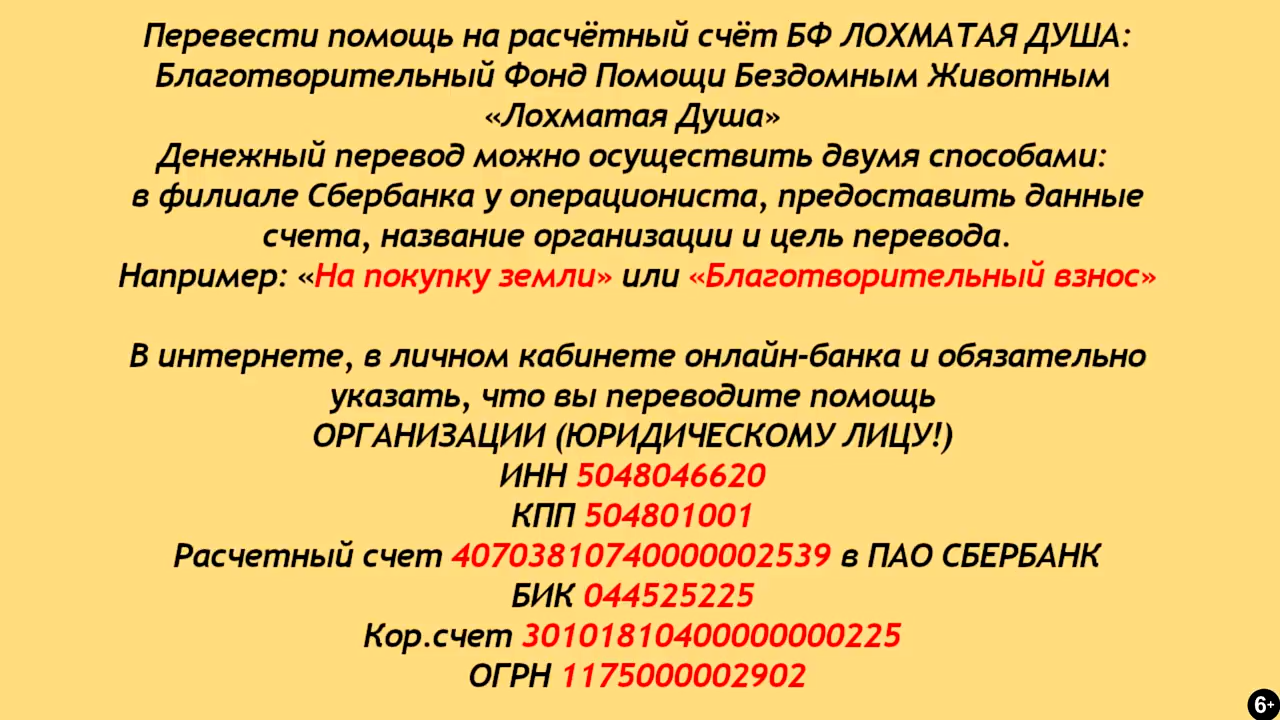 Перевести помощь на расчётный счёт БФ ЛОХМАТАЯ ДУША:
Благотворительный Фонд Помощи Бездомным Животным
«Лохматая Душа»
Денежный перевод можно осуществить двумя способами:
в филиале Сбербанка у операциониста, предоставить данные
счета, название организации и цель перевода.
Например: «На покупку земли» или «Благотворительный взнос»
В интернете, в личном кабинете онлайн-банка и обязательно
указать, что вы переводите помощь
ОРГАНИЗАЦИИ (ЮРИДИЧЕСКОМУ ЛИЦУ!)
ИНН 5048046620
КПП 504801001
Расчетный счет 40703810740000002539 в ПАО СБЕРБАНК
БИК 044525225
Кор.счет 30101810400000000225
ОГРН 1175000002902
6+